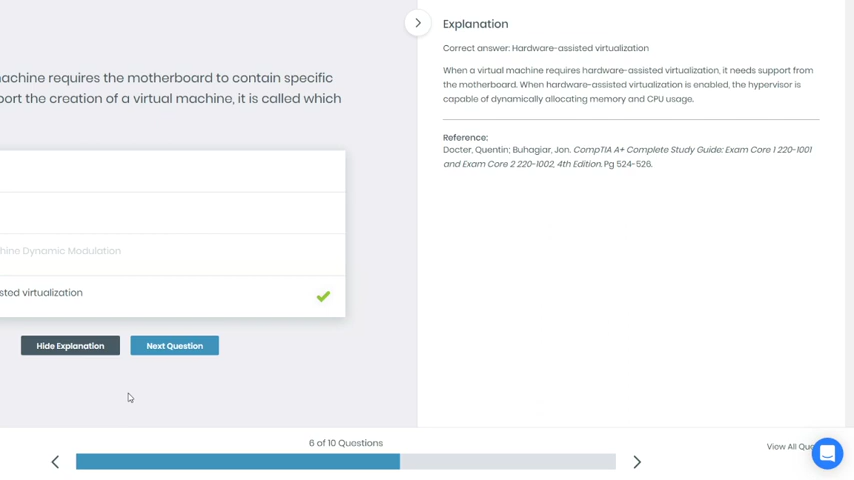 achine requires the motherboard to contain specific
port the creation of a virtual machine, it is called which
hine Dynamic Modulation
sted virtualization
Hide Explanation
Next Question
Explanation
Correct answer: Hardware-assisted virtualization
When a virtual machine requires hardware-assisted virtualization, it needs support from
the motherboard. When hardware-assisted virtualization is enabled, the hypervisor is
capable of dynamically allocating memory and CPU usage.
Reference:
Docter, Quentin; Buhagiar, Jon. CompTIA A+ Complete Study Guide: Exam Core 1 220-1001
and Exam Core 2 220-1002, 4th Edition. Pg 524-526.
6 of 10 Questions
View All Que